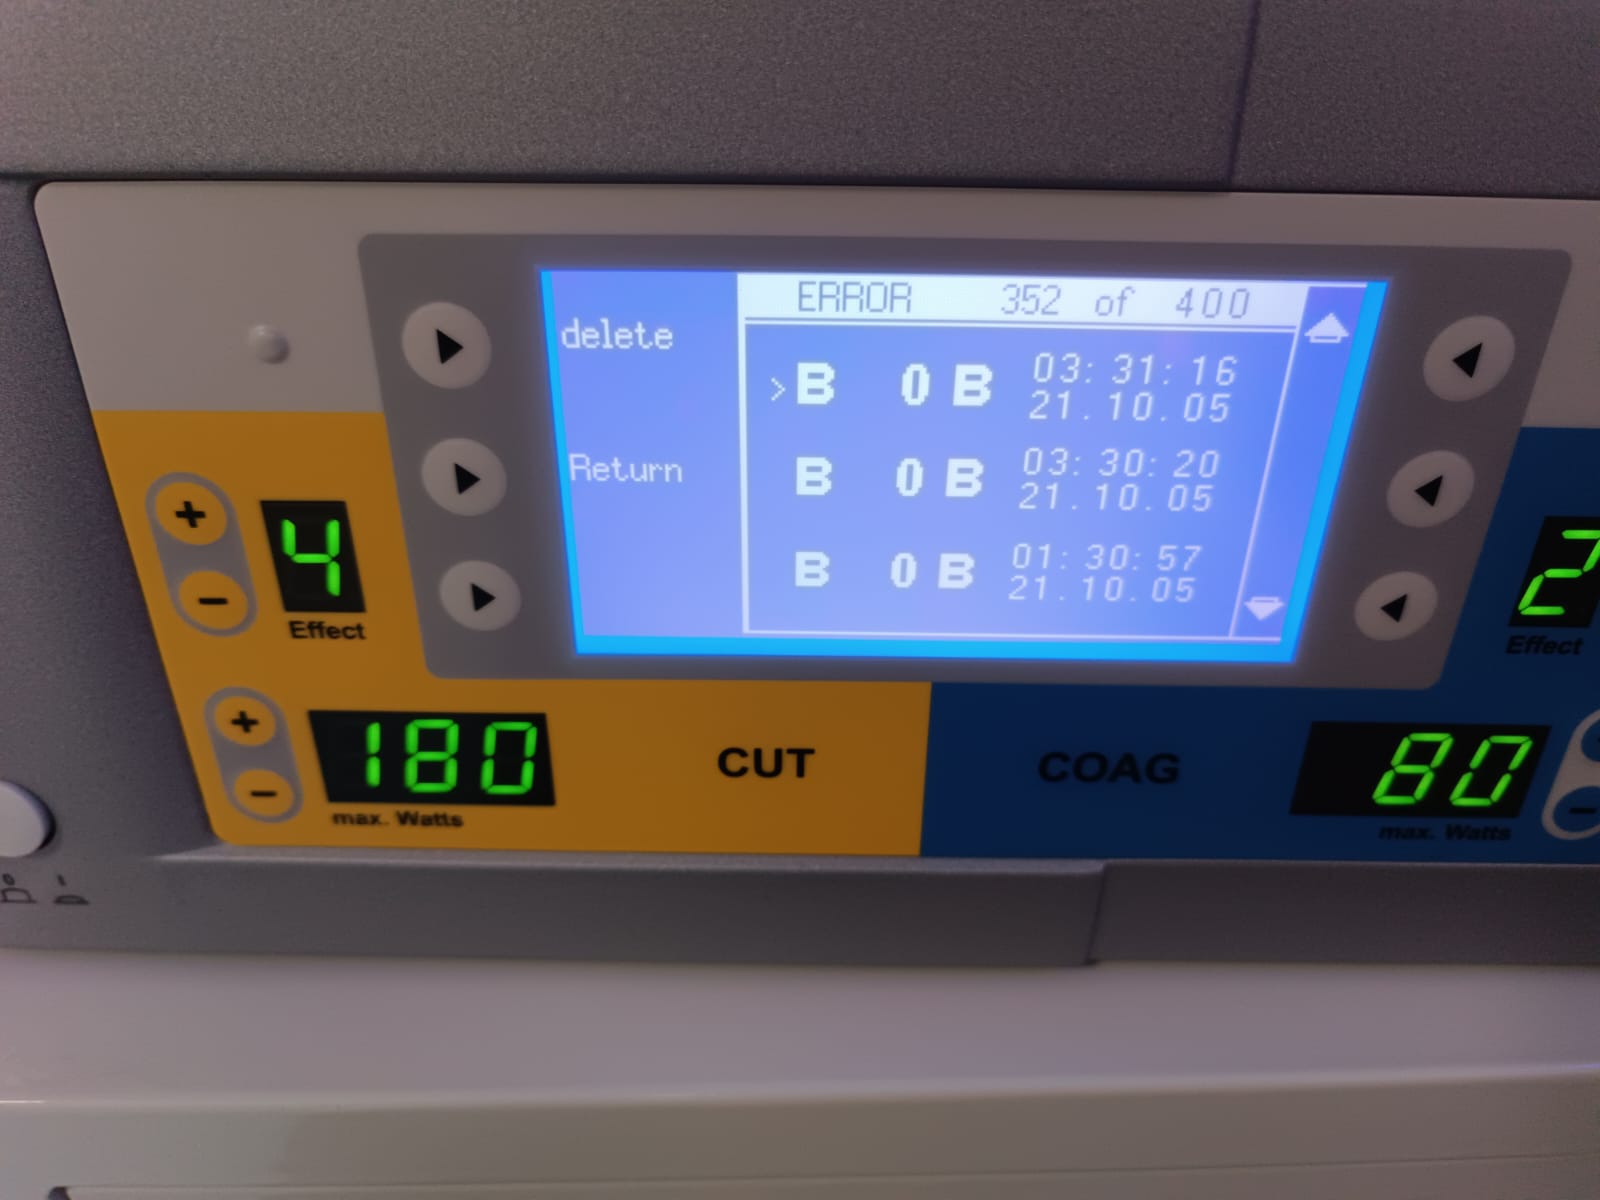 ERROR 352 of 400
delete
>B 0B 03:31:16
21.10.05
Return
B 0B 03:30:20
21.10.05
B 0B 01:30:57
21.10.05
+
4
−
Effect
2
Effect
+
180
−
max. Watts
CUT
COAG
80
−
max. Watts
0 I